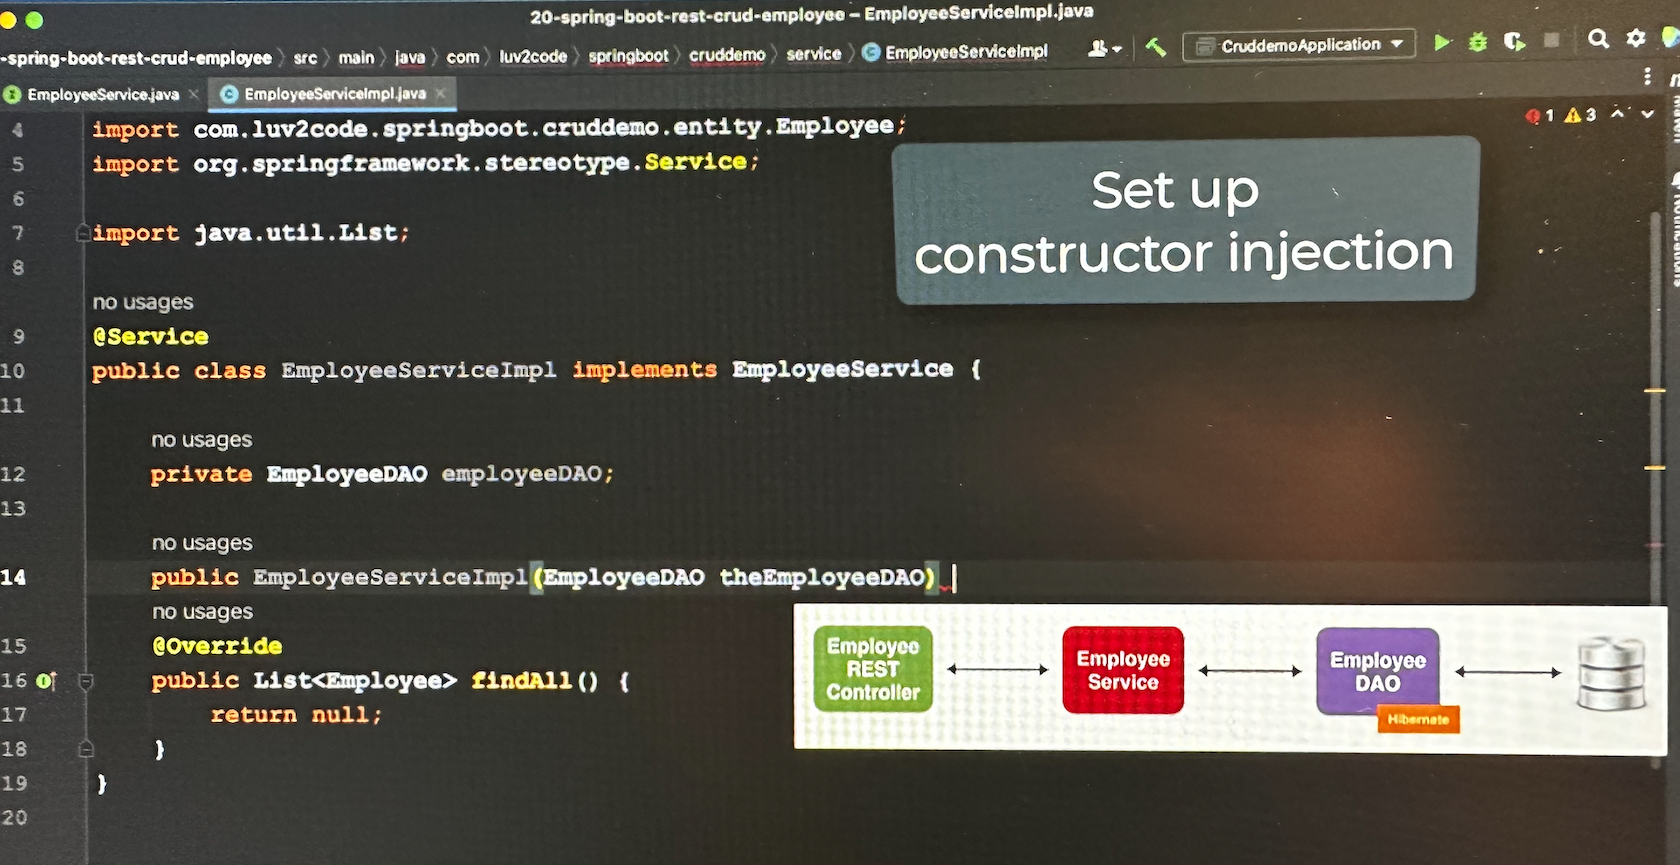 20-spring-boot-rest-crud-employee – EmployeeServiceImpl.java
-spring-boot-rest-crud-employee 〉 src 〉 main 〉 java 〉 com 〉 luv2code 〉 springboot 〉 cruddemo 〉 service 〉 EmployeeServiceImpl
CruddemoApplication
EmployeeService.java × EmployeeServiceImpl.java ×
1 3
4 import com.luv2code.springboot.cruddemo.entity.Employee;
5 import org.springframework.stereotype.Service;
6
7 import java.util.List;
8
no usages
9 @Service
10 public class EmployeeServiceImpl implements EmployeeService {
11
no usages
12 private EmployeeDAO employeeDAO;
13
no usages
14 public EmployeeServiceImpl(EmployeeDAO theEmployeeDAO)
no usages
15 @Override
16 public List<Employee> findAll() {
17 return null;
18 }
19 }
20
Set up
constructor injection
Employee
REST
Controller
Employee
Service
Employee
DAO
Hibernate